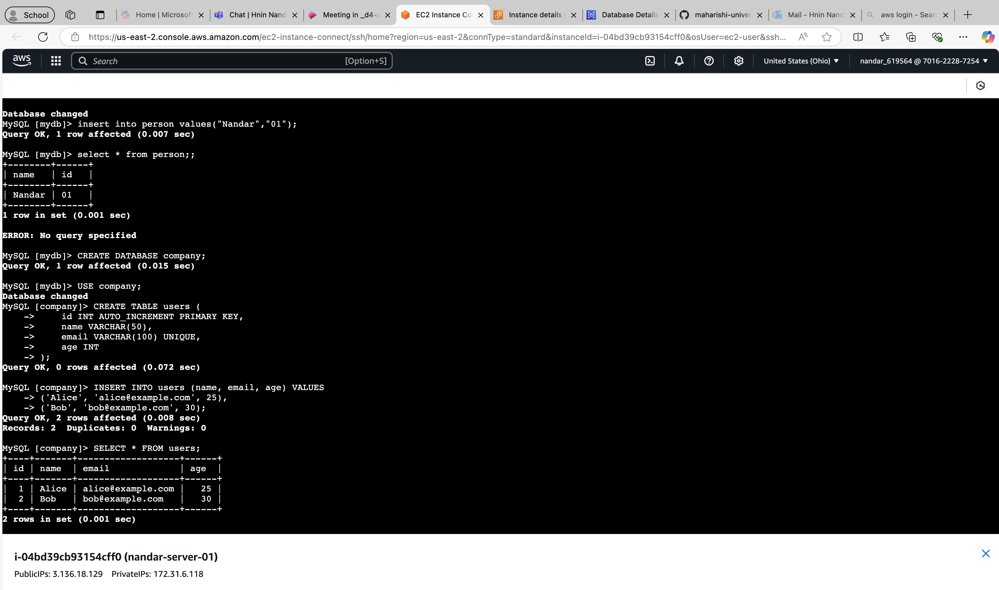 School
Home | Microsoft
Chat | Hnin Nand
Meeting in _d4-c
EC2 Instance Co
Instance details |
Database Details
maharishi-univer
Mail - Hnin Nand
aws login - Searc
https://us-east-2.console.aws.amazon.com/ec2-instance-connect/ssh/home?region=us-east-2&connType=standard&instanceId=i-04bd39cb93154cff0&osUser=ec2-user&ssh...
aws
Search
[Option+S]
United States (Ohio)
nandar_619564 @ 7016-2228-7254
Database changed
MySQL [mydb]> insert into person values("Nandar","01");
Query OK, 1 row affected (0.007 sec)
MySQL [mydb]> select * from person;;
+--------+------+
| name   | id   |
+--------+------+
| Nandar | 01   |
+--------+------+
1 row in set (0.001 sec)
ERROR: No query specified
MySQL [mydb]> CREATE DATABASE company;
Query OK, 1 row affected (0.015 sec)
MySQL [mydb]> USE company;
Database changed
MySQL [company]> CREATE TABLE users (
    ->     id INT AUTO_INCREMENT PRIMARY KEY,
    ->     name VARCHAR(50),
    ->     email VARCHAR(100) UNIQUE,
    ->     age INT
    -> );
Query OK, 0 rows affected (0.072 sec)
MySQL [company]> INSERT INTO users (name, email, age) VALUES
    -> ('Alice', 'alice@example.com', 25),
    -> ('Bob', 'bob@example.com', 30);
Query OK, 2 rows affected (0.008 sec)
Records: 2  Duplicates: 0  Warnings: 0
MySQL [company]> SELECT * FROM users;
+----+-------+-------------------+------+
| id | name  | email             | age  |
+----+-------+-------------------+------+
|  1 | Alice | alice@example.com |   25 |
|  2 | Bob   | bob@example.com   |   30 |
+----+-------+-------------------+------+
2 rows in set (0.001 sec)
i-04bd39cb93154cff0 (nandar-server-01)
PublicIPs: 3.136.18.129    PrivateIPs: 172.31.6.118